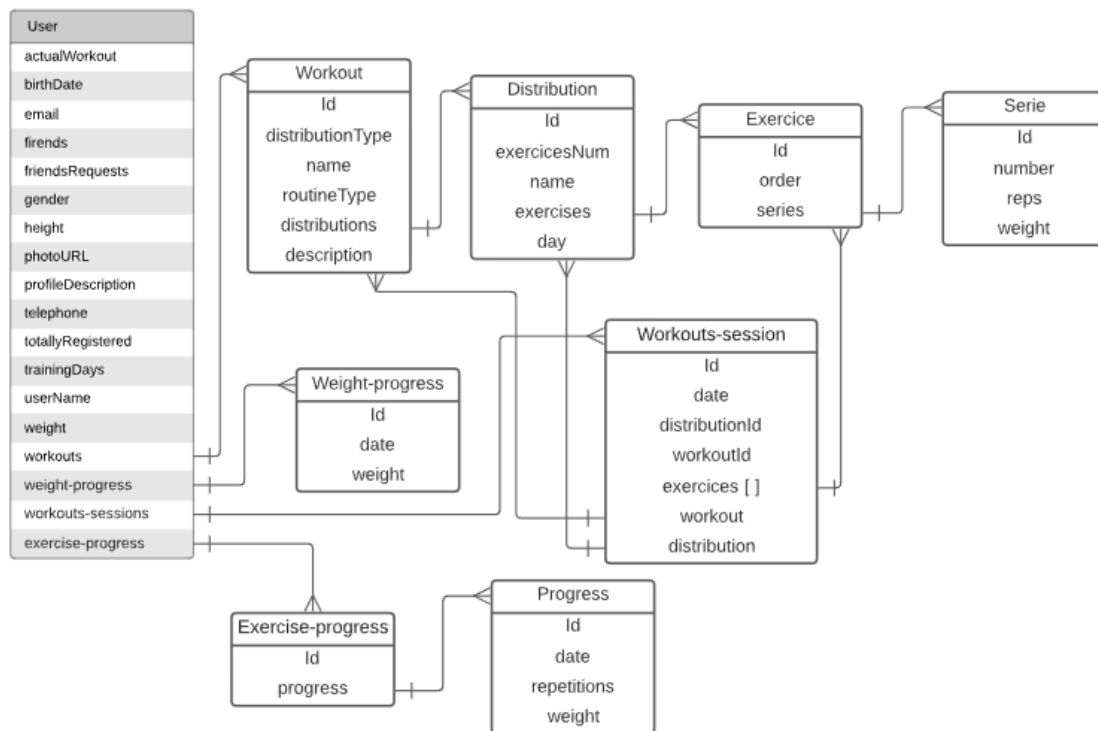 User
actualWorkout
birthDate
email
firends
friendsRequests
gender
height
photoURL
profileDescription
telephone
totallyRegistered
trainingDays
userName
weight
workouts
weight-progress
workouts-sessions
exercise-progress
Workout
Id
distributionType
name
routineType
distributions
description
Distribution
Id
exercicesNum
name
exercises
day
Exercice
Id
order
series
Serie
Id
number
reps
weight
Weight-progress
Id
date
weight
Workouts-session
Id
date
distributionId
workoutId
exercices [ ]
workout
distribution
Exercise-progress
Id
progress
Progress
Id
date
repetitions
weight